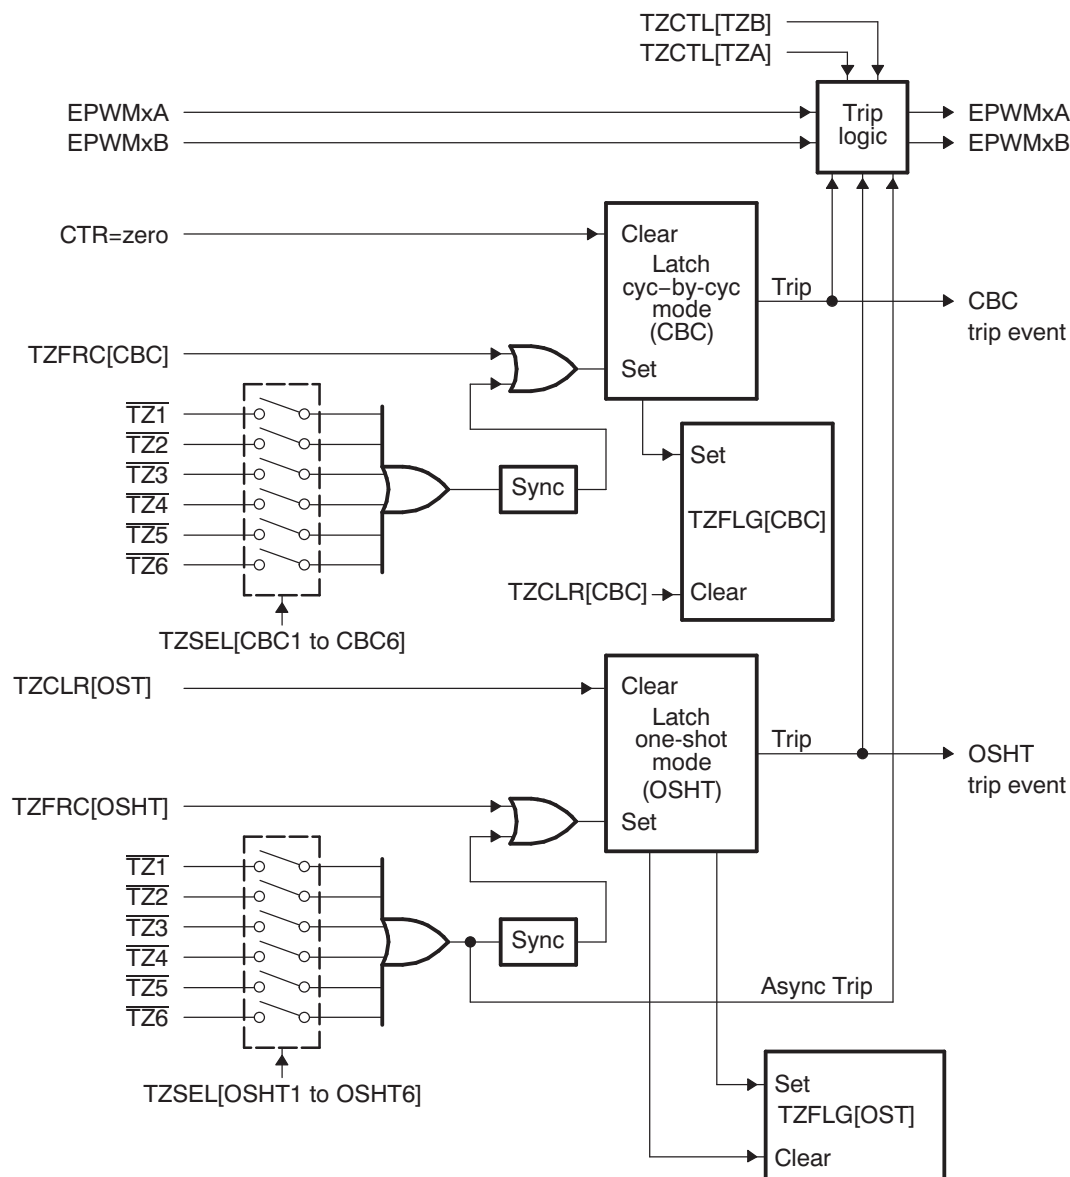 TZCTL[TZB]
TZCTL[TZA]
EPWMxA
EPWMxB
Trip
logic
EPWMxA
EPWMxB
CTR=zero
Clear
Latch
cyc−by-cyc
mode
(CBC)
Set
Trip
CBC
trip event
TZFRC[CBC]
TZ1
TZ2
TZ3
TZ4
TZ5
TZ6
Sync
Set
TZFLG[CBC]
Clear
TZCLR[CBC]
TZSEL[CBC1 to CBC6]
TZCLR[OST]
Clear
Latch
one-shot
mode
(OSHT)
Set
Trip
OSHT
trip event
TZFRC[OSHT]
TZ1
TZ2
TZ3
TZ4
TZ5
TZ6
Sync
Async Trip
TZSEL[OSHT1 to OSHT6]
Set
TZFLG[OST]
Clear